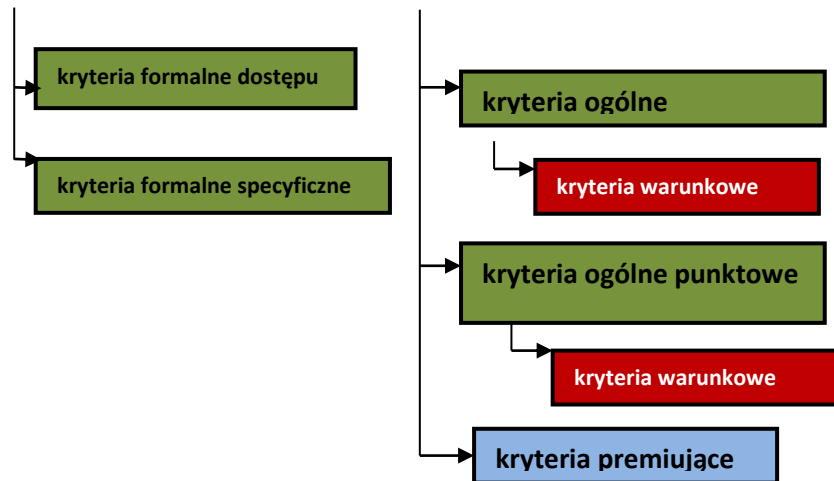 kryteria formalne dostępu
kryteria formalne specyficzne
kryteria ogólne
kryteria warunkowe
kryteria ogólne punktowe
kryteria warunkowe
kryteria premiujące